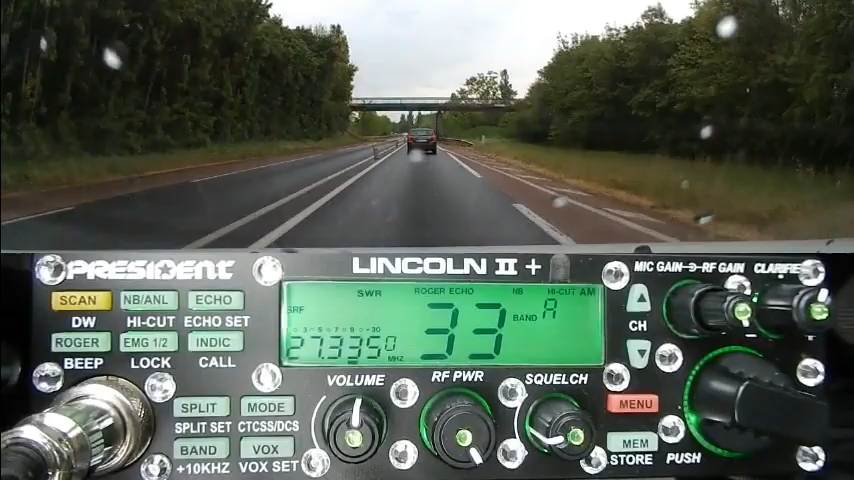 PRESIDENT
LINCOLN II +
MIC GAIN RF GAIN CLARIFIER
SCAN NB/ANL ECHO
DW HI-CUT ECHO SET
ROGER EMG 1/2 INDIC
BEEP LOCK CALL
SWR ROGER ECHO NB HI-CUT AM
SRF 33 BAND A
27.3350 MHZ
CH
VOLUME RF PWR SQUELCH
MENU
SPLIT MODE
SPLIT SET CTCSS/DCS
BAND VOX
+10KHZ VOX SET
MEM
STORE PUSH